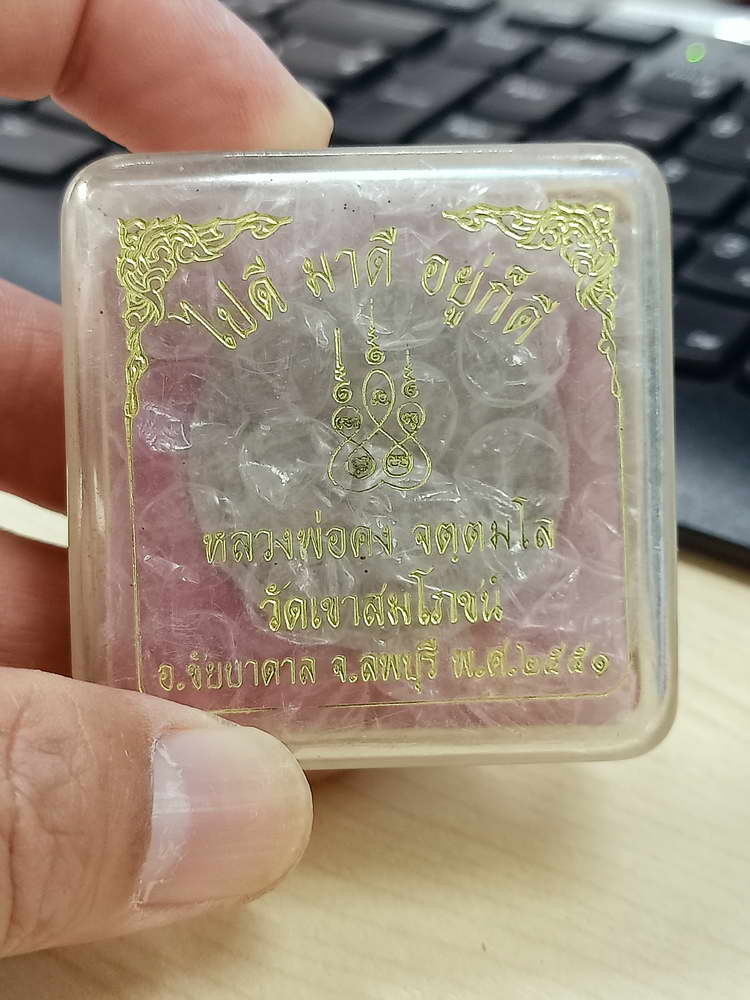 ไปดี มาดี อยู่ก็ดี
หลวงพ่อคง จตฺตมโล
วัดเขาสมโภชน์
อ.ชัยบาดาล จ.ลพบุรี พ.ศ.๒๕๕๑